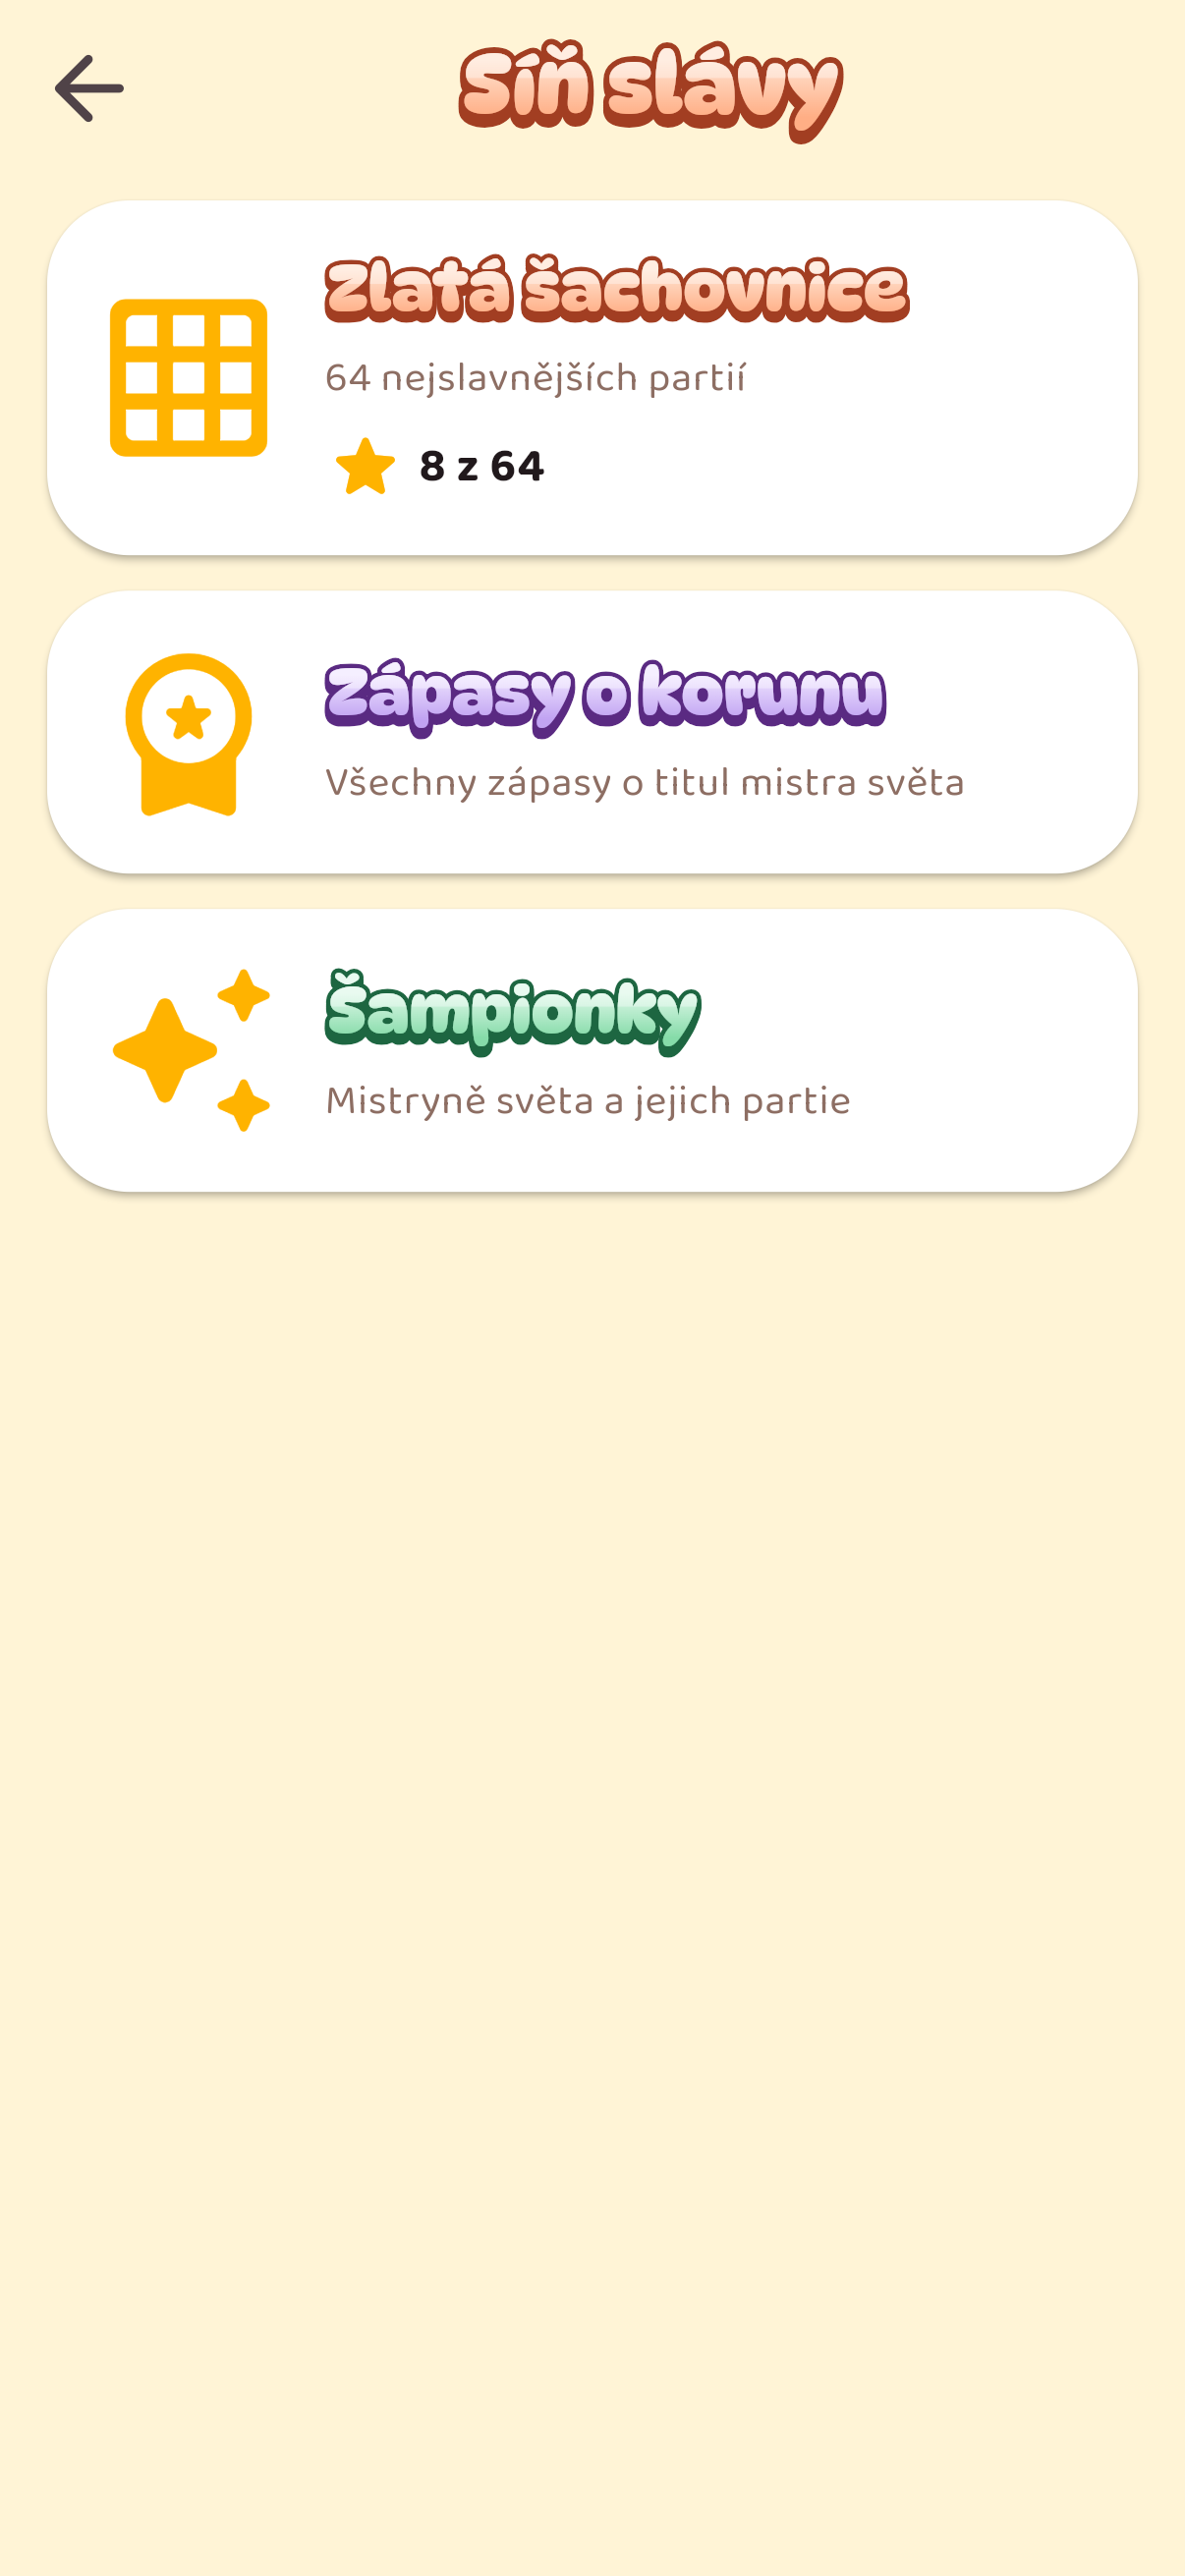 Síň slávy
Zlatá šachovnice
64 nejslavnějších partií
8 z 64
Zápasy o korunu
Všechny zápasy o titul mistra světa
Šampionky
Mistryně světa a jejich partie